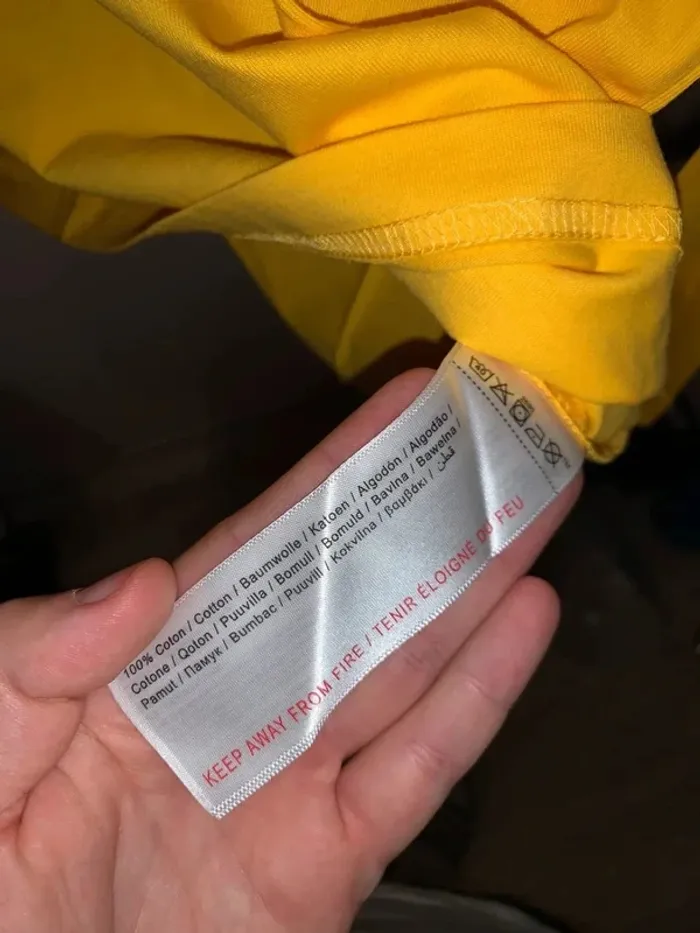 40
100% Coton / Cotton / Baumwolle / Katoen / Algodón / Algodão /
Cotone / Qoton / Puuvilla / Bomull / Bomuld / Bavlna / Bawełna /
Pamut / Памук / Bumbac / Puuvill / Kokvilna / βαμβάκι / قطن
KEEP AWAY FROM FIRE / TENIR ÉLOIGNÉ DU FEU